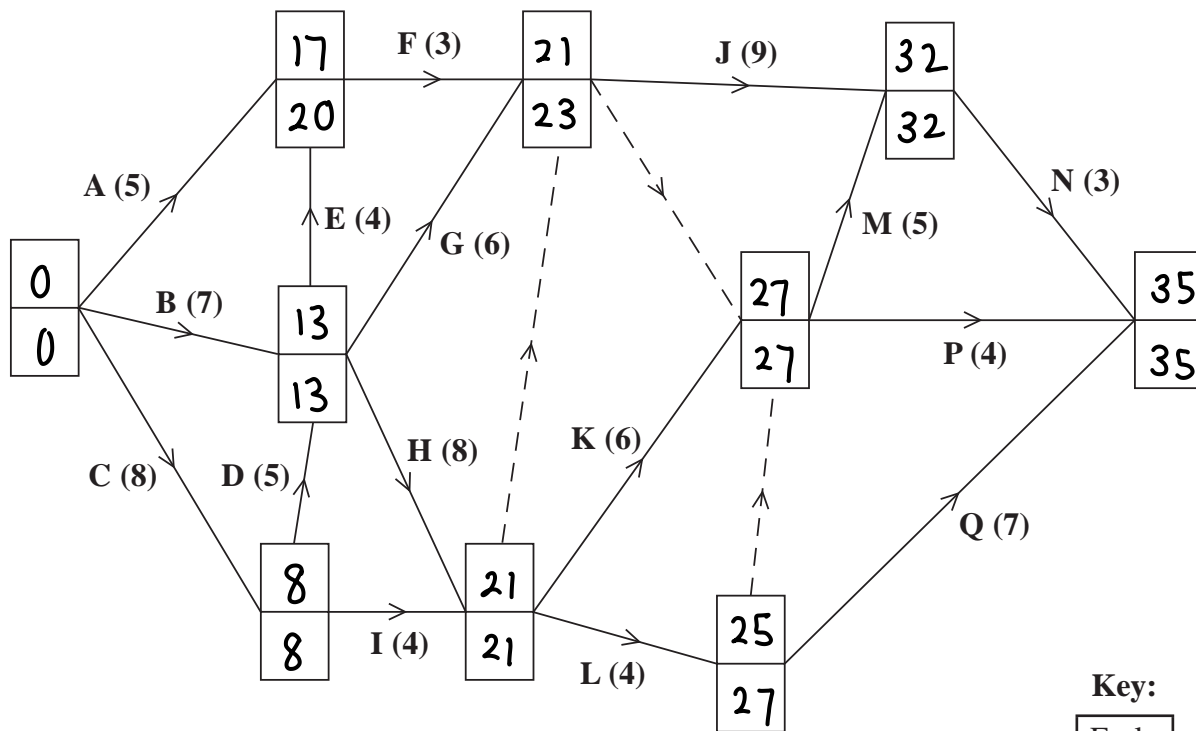 17
20
F (3)
21
23
J (9)
32
32
A (5)
E (4)
G (6)
N (3)
M (5)
0
0
B (7)
13
13
27
27
P (4)
35
35
C (8)
D (5)
H (8)
K (6)
Q (7)
8
8
I (4)
21
21
L (4)
25
27
Key: